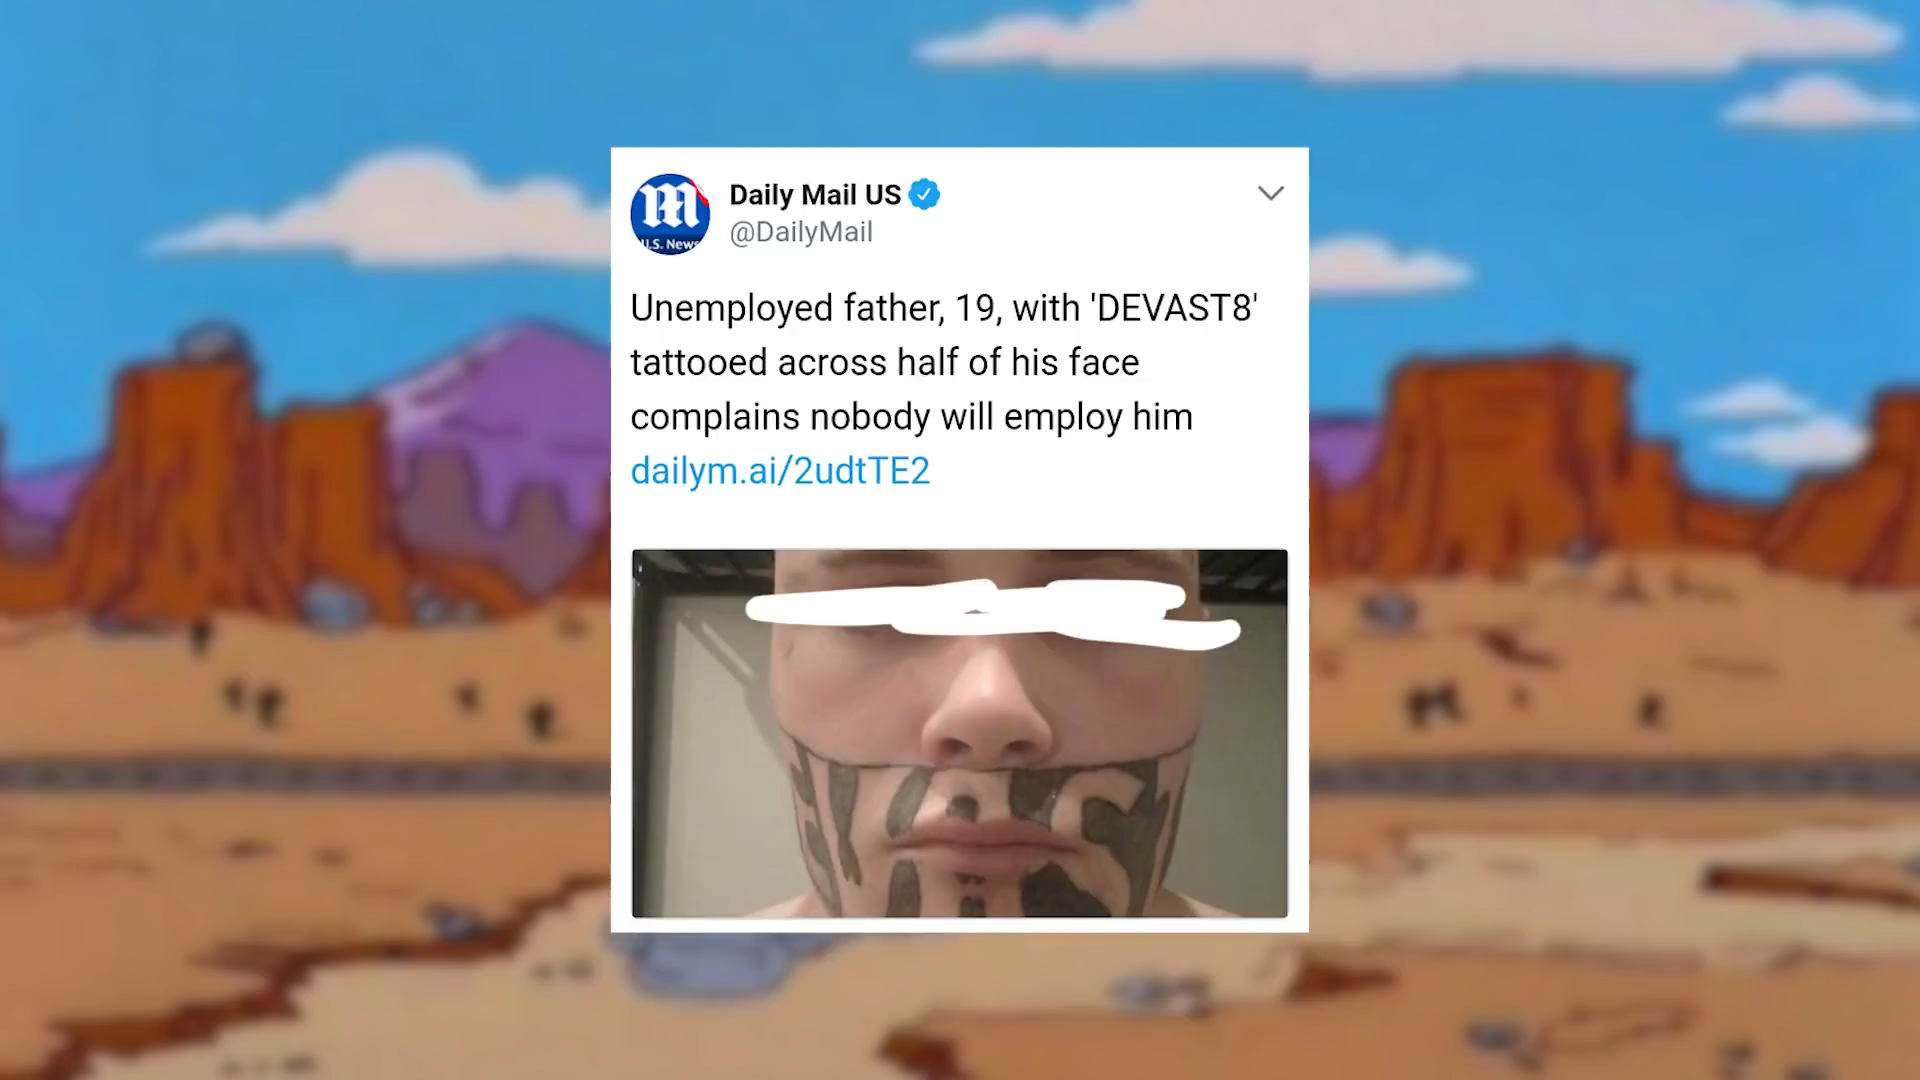 U.S. News
Daily Mail US
@DailyMail
Unemployed father, 19, with 'DEVAST8'
tattooed across half of his face
complains nobody will employ him
dailym.ai/2udtTE2